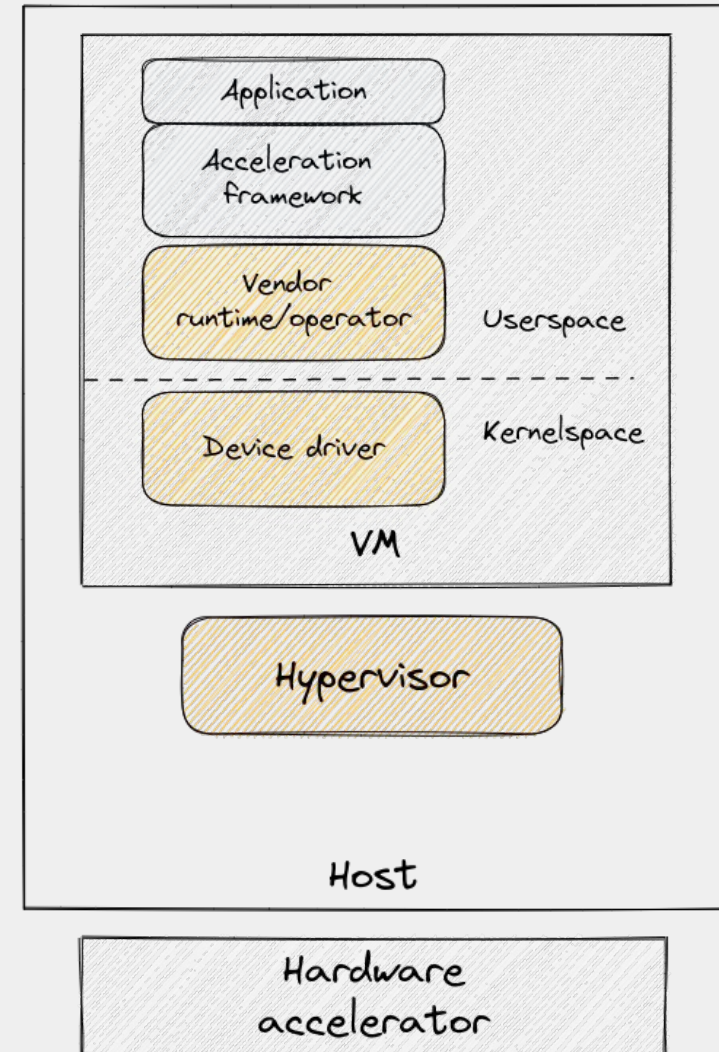 Application
Acceleration
framework
Vendor
runtime/operator
Userspace
Kernelspace
Device driver
VM
Hypervisor
Host
Hardware
accelerator